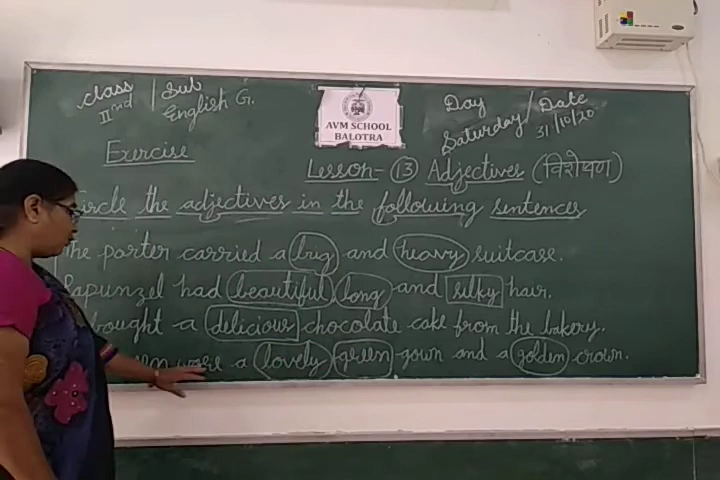 class IInd | Sub English G.
AVM SCHOOL
BALOTRA
Day Saturday / Date 31/10/20
Exercise
Lesson-(13) Adjectives (विशेषण)
Circle the adjectives in the following sentences
The porter carried a big and heavy suitcase.
Rapunzel had beautiful long and silky hair.
bought a delicious chocolate cake from the bakery.
wore a lovely green gown and a golden crown.